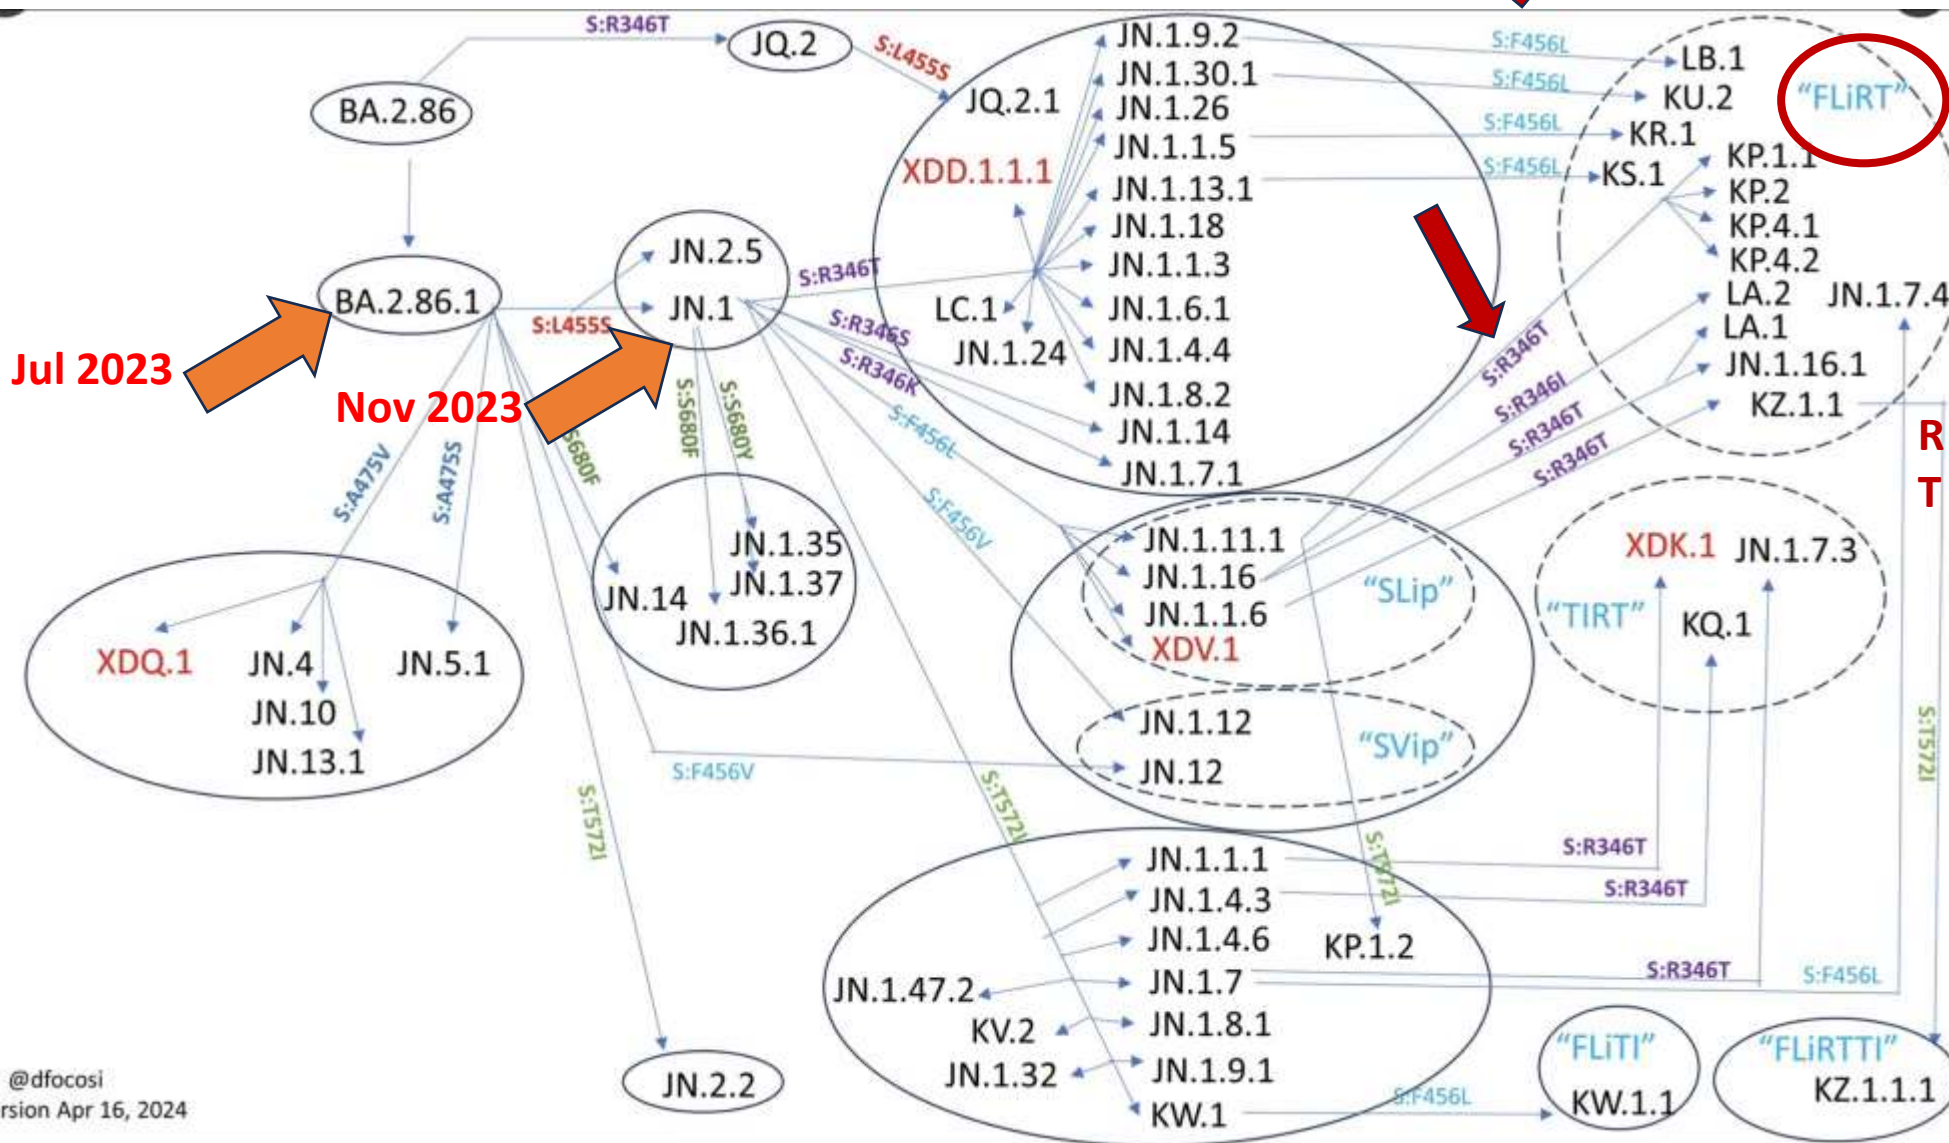 S:R346T
JQ.2
S:L455S
BA.2.86
JQ.2.1
XDD.1.1.1
JN.1.9.2
JN.1.30.1
JN.1.26
JN.1.1.5
JN.1.13.1
JN.1.18
JN.1.1.3
JN.1.6.1
JN.1.4.4
JN.1.8.2
JN.1.14
JN.1.7.1
LC.1
JN.1.24
S:F456L
S:F456L
S:F456L
S:F456L
LB.1
KU.2
KR.1
KS.1
"FLiRT"
KP.1.1
KP.2
KP.4.1
KP.4.2
LA.2
JN.1.7.4
LA.1
JN.1.16.1
KZ.1.1
R
T
BA.2.86.1
S:L455S
JN.2.5
JN.1
Jul 2023
Nov 2023
S:R346T
S:R346S
S:R346K
S:F456L
S:F456V
S:R346T
S:R346I
S:R346T
S:R346T
S:A475V
S:A475S
S680F
S:S680F
S:S680Y
XDQ.1
JN.4
JN.5.1
JN.10
JN.13.1
JN.1.35
JN.14
JN.1.37
JN.1.36.1
JN.1.11.1
JN.1.16
JN.1.1.6
XDV.1
"SLip"
JN.1.12
JN.12
"SVip"
XDK.1
JN.1.7.3
"TIRT"
KQ.1
S:F456V
S:T572I
S:T572I
S:T572I
S:T572I
JN.1.1.1
JN.1.4.3
JN.1.4.6
JN.1.7
JN.1.8.1
JN.1.9.1
KW.1
JN.1.47.2
KV.2
JN.1.32
KP.1.2
S:R346T
S:R346T
S:R346T
S:F456L
S:F456L
JN.2.2
"FLiTI"
KW.1.1
"FLiRTTI"
KZ.1.1.1
@dfocosi
rsion Apr 16, 2024